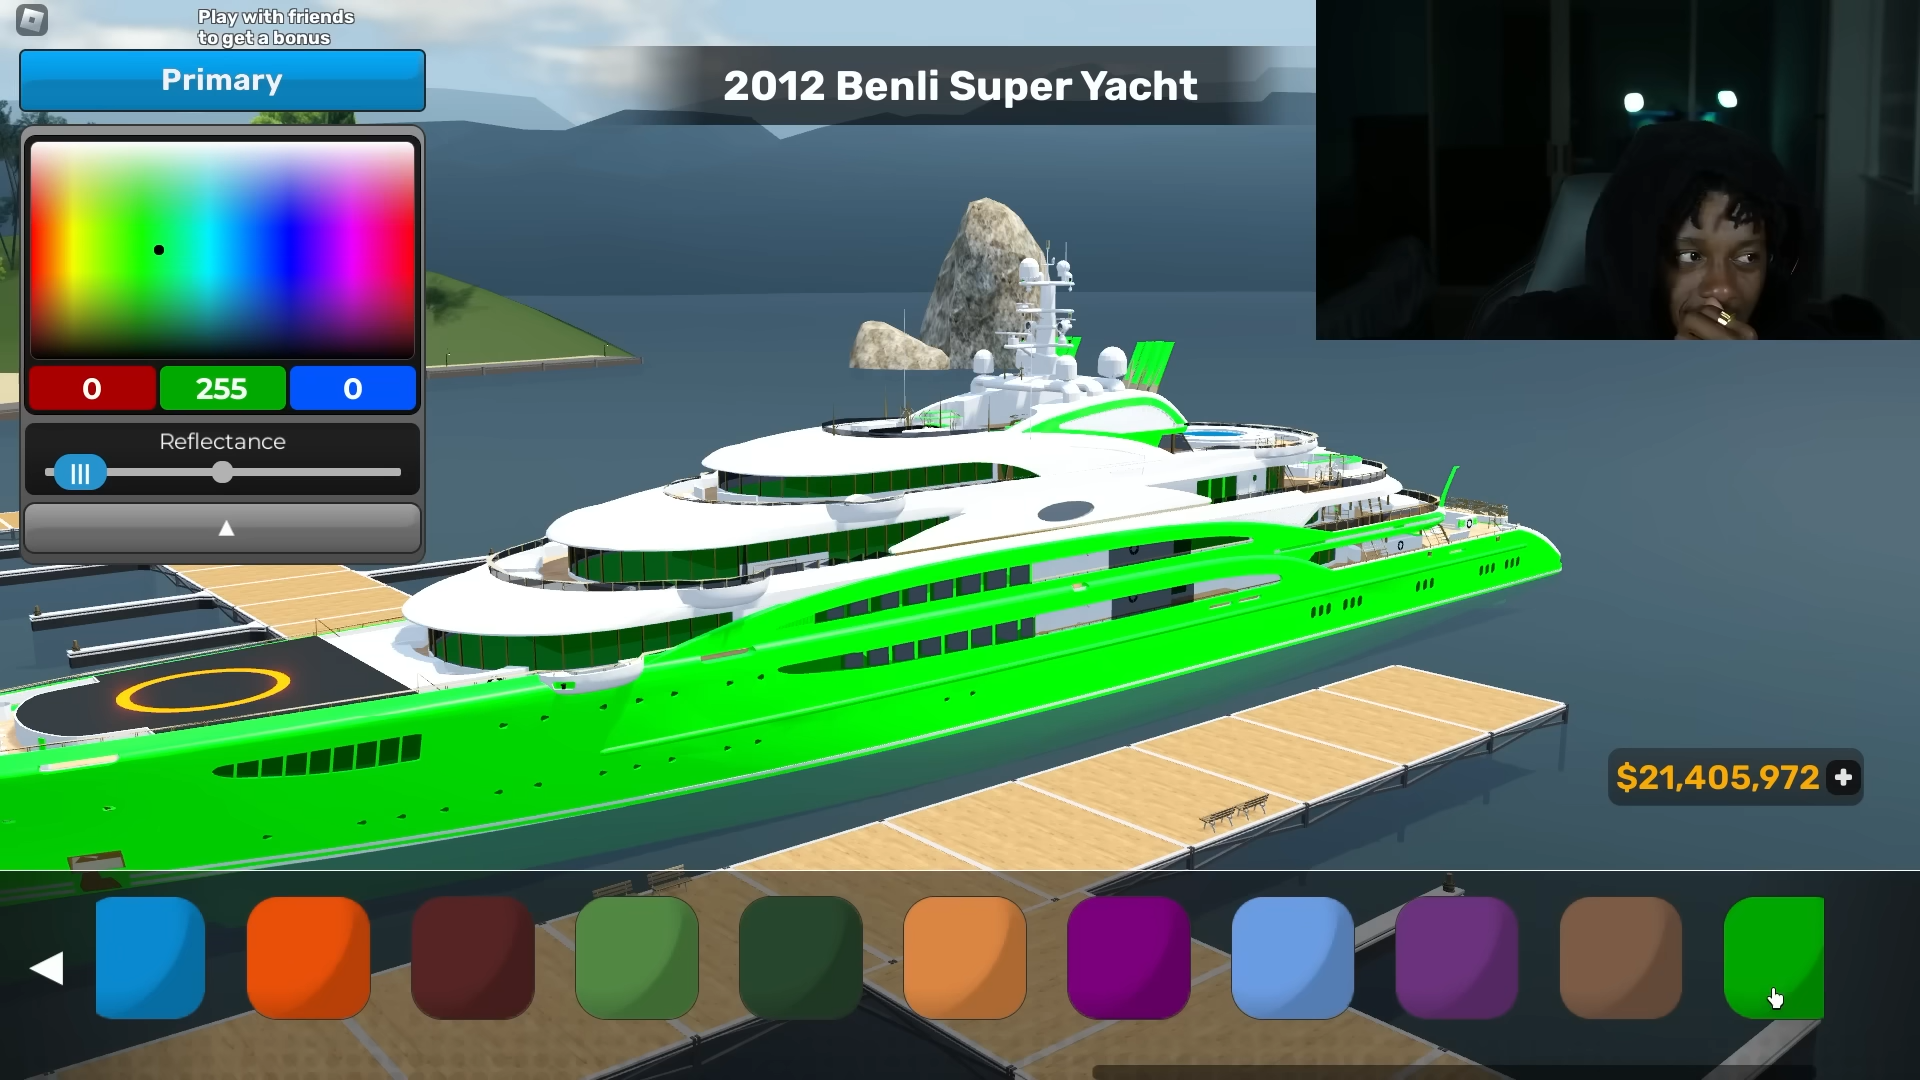 Play with friends
to get a bonus
Primary
2012 Benli Super Yacht
0 255 0
Reflectance
$21,405,972 +